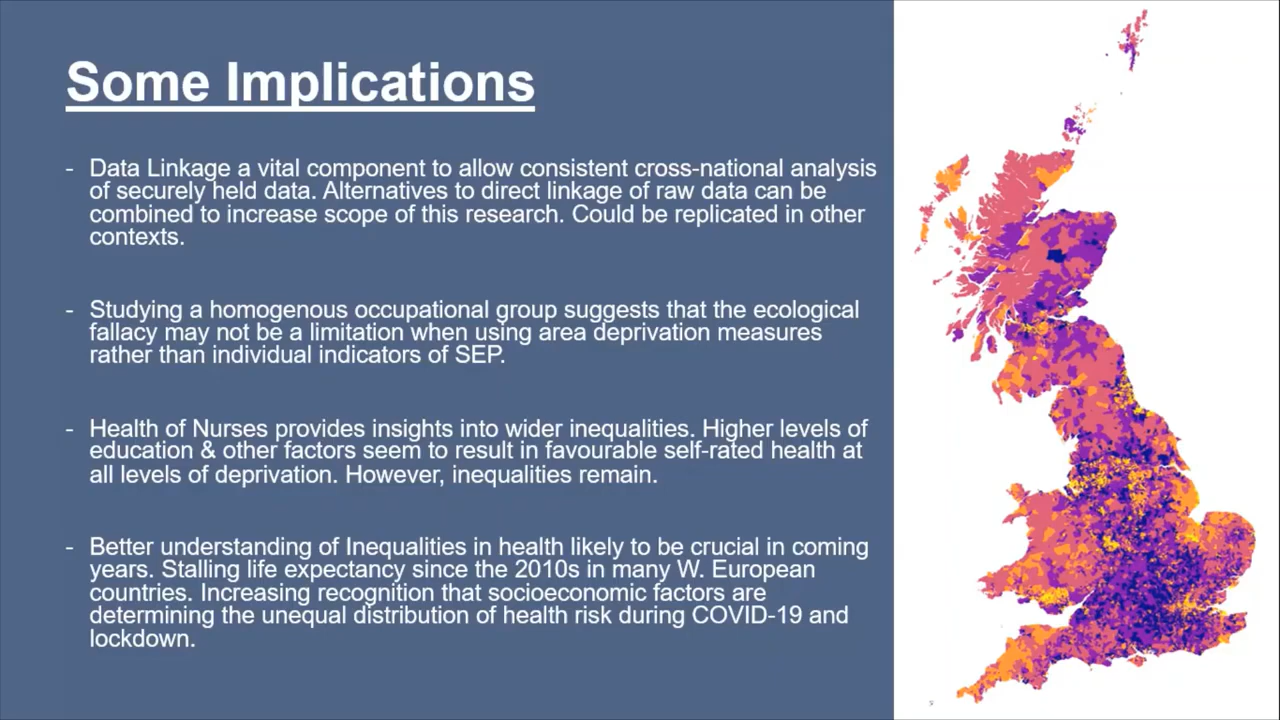 Some Implications
- Data Linkage a vital component to allow consistent cross-national analysis
of securely held data. Alternatives to direct linkage of raw data can be
combined to increase scope of this research. Could be replicated in other
contexts.
- Studying a homogenous occupational group suggests that the ecological
fallacy may not be a limitation when using area deprivation measures
rather than individual indicators of SEP.
- Health of Nurses provides insights into wider inequalities. Higher levels of
education & other factors seem to result in favourable self-rated health at
all levels of deprivation. However, inequalities remain.
- Better understanding of Inequalities in health likely to be crucial in coming
years. Stalling life expectancy since the 2010s in many W. European
countries. Increasing recognition that socioeconomic factors are
determining the unequal distribution of health risk during COVID-19 and
lockdown.